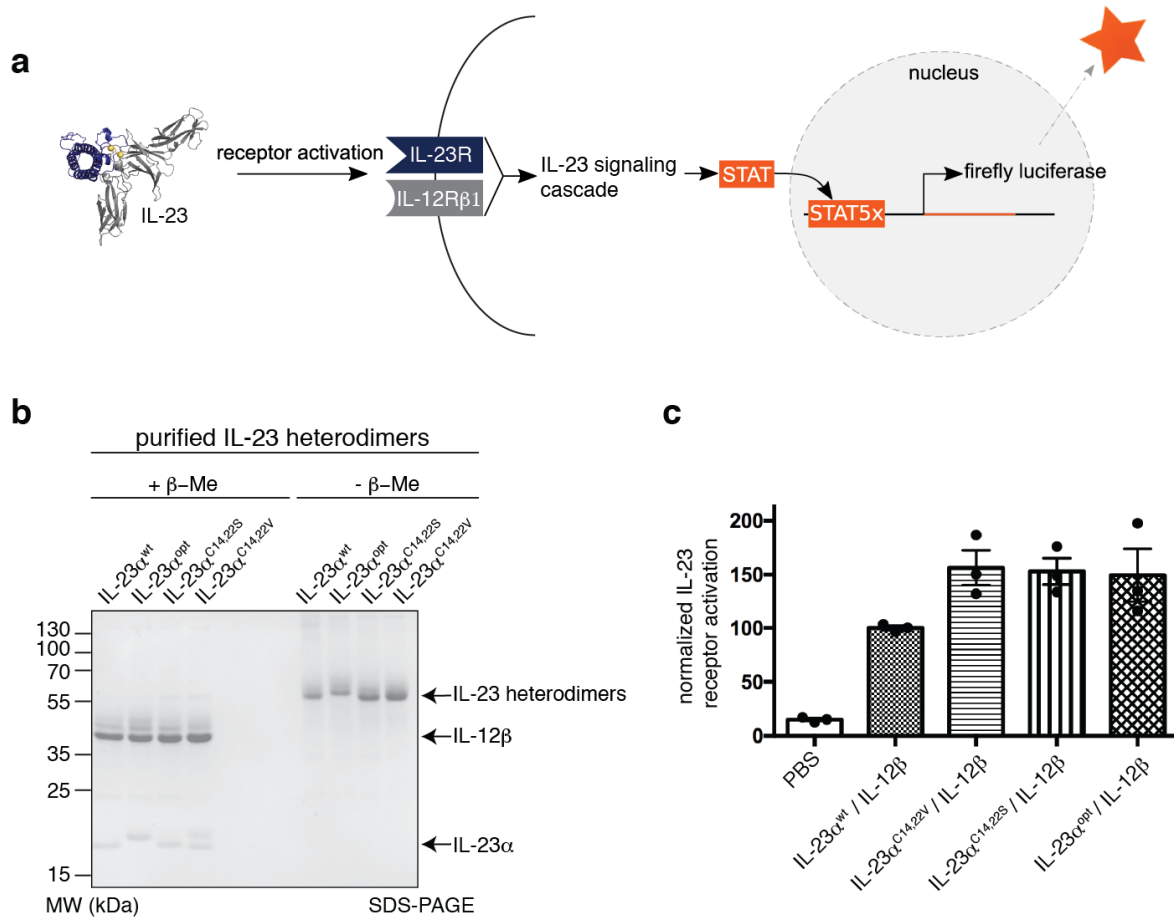 a
nucleus
receptor activation
IL-23R
IL-12Rβ1
IL-23 signaling
cascade
STAT
firefly luciferase
STAT5x
IL-23
b
purified IL-23 heterodimers
+ β-Me
- β-Me
IL-23α^wt
IL-23α^opt
IL-23α^C14,22S
IL-23α^C14,22V
IL-23α^wt
IL-23α^opt
IL-23α^C14,22S
IL-23α^C14,22V
130
100
70
55
35
25
15
IL-23 heterodimers
IL-12β
IL-23α
MW (kDa)
SDS-PAGE
c
normalized IL-23
receptor activation
200
150
100
50
0
PBS
IL-23α^wt / IL-12β
IL-23α^C14,22V / IL-12β
IL-23α^C14,22S / IL-12β
IL-23α^opt / IL-12β